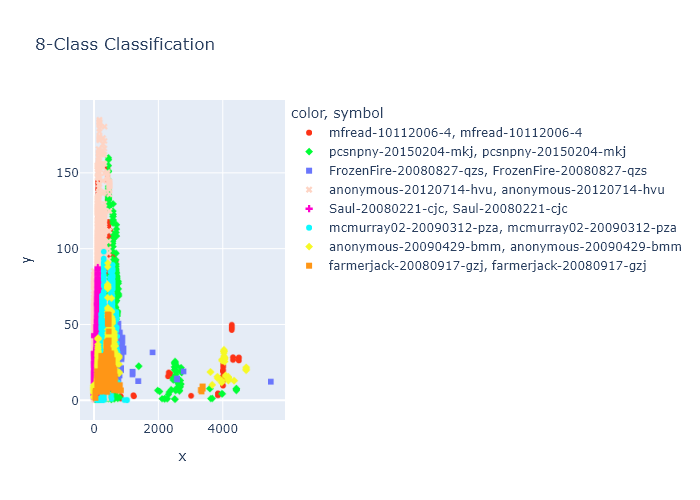 8-Class Classification
color, symbol
mfread-10112006-4, mfread-10112006-4
pcsnpny-20150204-mkj, pcsnpny-20150204-mkj
FrozenFire-20080827-qzs, FrozenFire-20080827-qzs
anonymous-20120714-hvu, anonymous-20120714-hvu
Saul-20080221-cjc, Saul-20080221-cjc
mcmurray02-20090312-pza, mcmurray02-20090312-pza
anonymous-20090429-bmm, anonymous-20090429-bmm
farmerjack-20080917-gzj, farmerjack-20080917-gzj
y
150
100
50
0
0 2000 4000
x